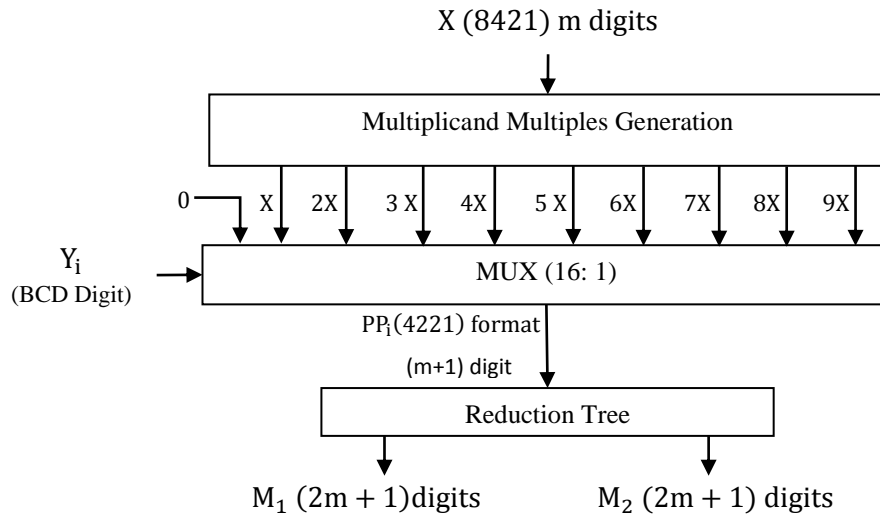 X (8421) m digits
Multiplicand Multiples Generation
0 X 2X 3 X 4X 5 X 6X 7X 8X 9X
Y_i
(BCD Digit)
MUX (16: 1)
PP_i(4221) format
(m+1) digit
Reduction Tree
M_1 (2m + 1)digits M_2 (2m + 1) digits